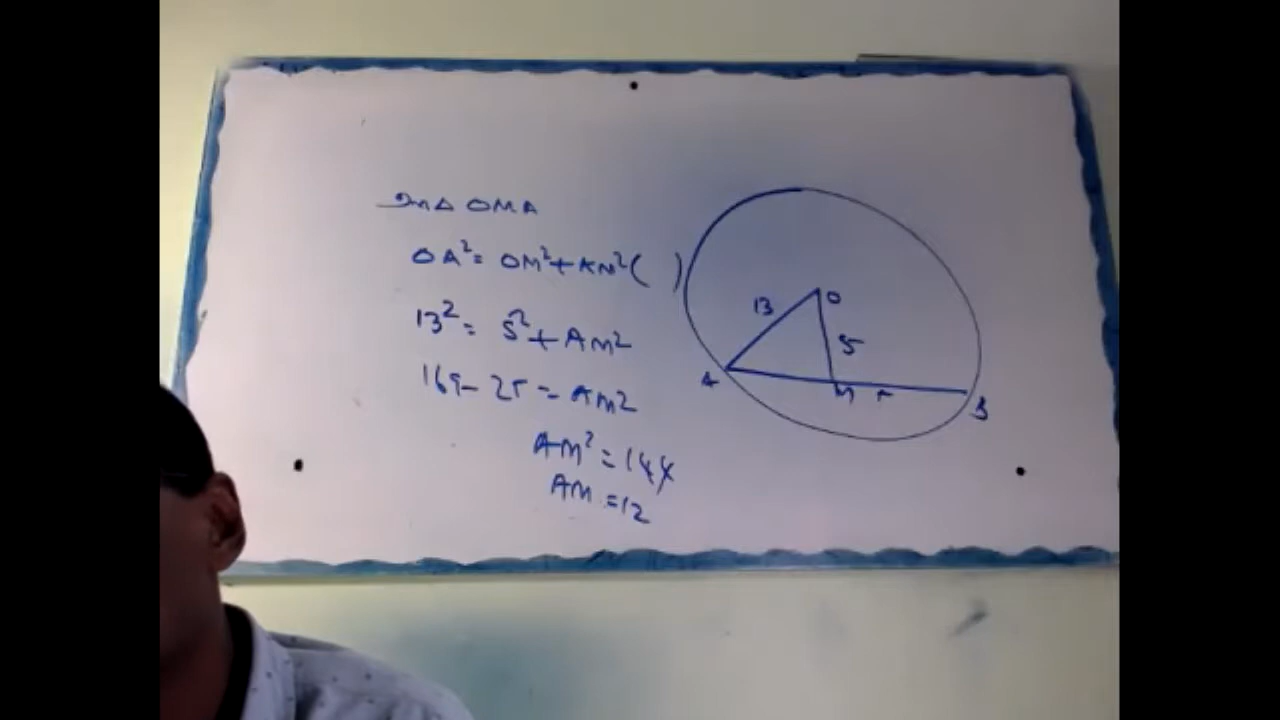 In △ OMA
OA² = OM² + AM² ( )
13² = 5² + AM²
169 - 25 = AM²
AM² = 144
AM = 12
13
O
5
A
M
B